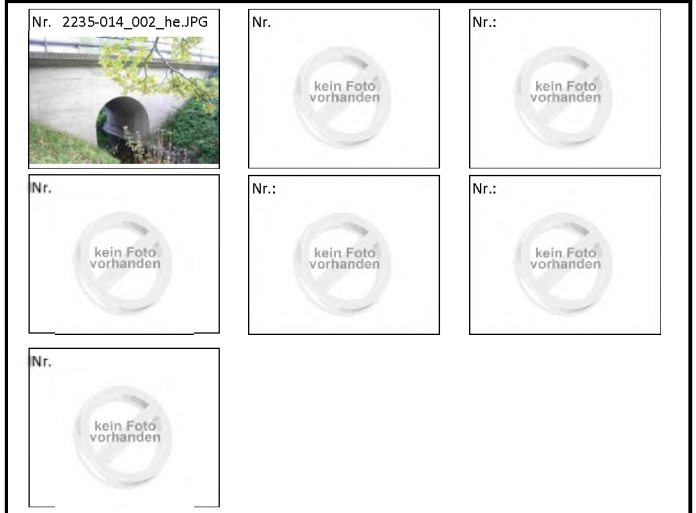 Nr. 2235-014_002_he.JPG
Nr.
kein Foto
vorhanden
Nr.:
kein Foto
vorhanden
Nr.
kein Foto
vorhanden
Nr.:
kein Foto
vorhanden
Nr.:
kein Foto
vorhanden
Nr.
kein Foto
vorhanden